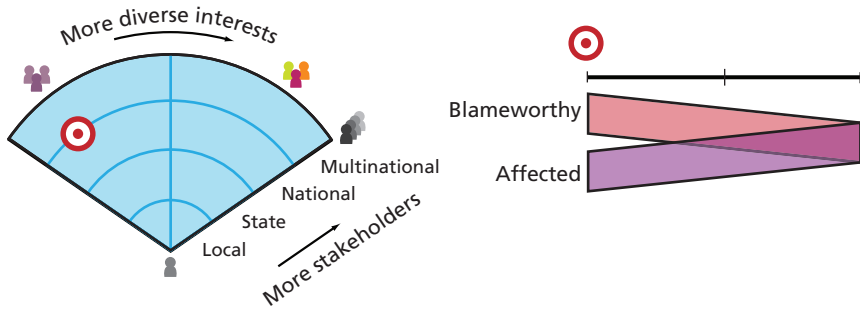 More diverse interests
Multinational
National
State
Local
More stakeholders
Blameworthy
Affected